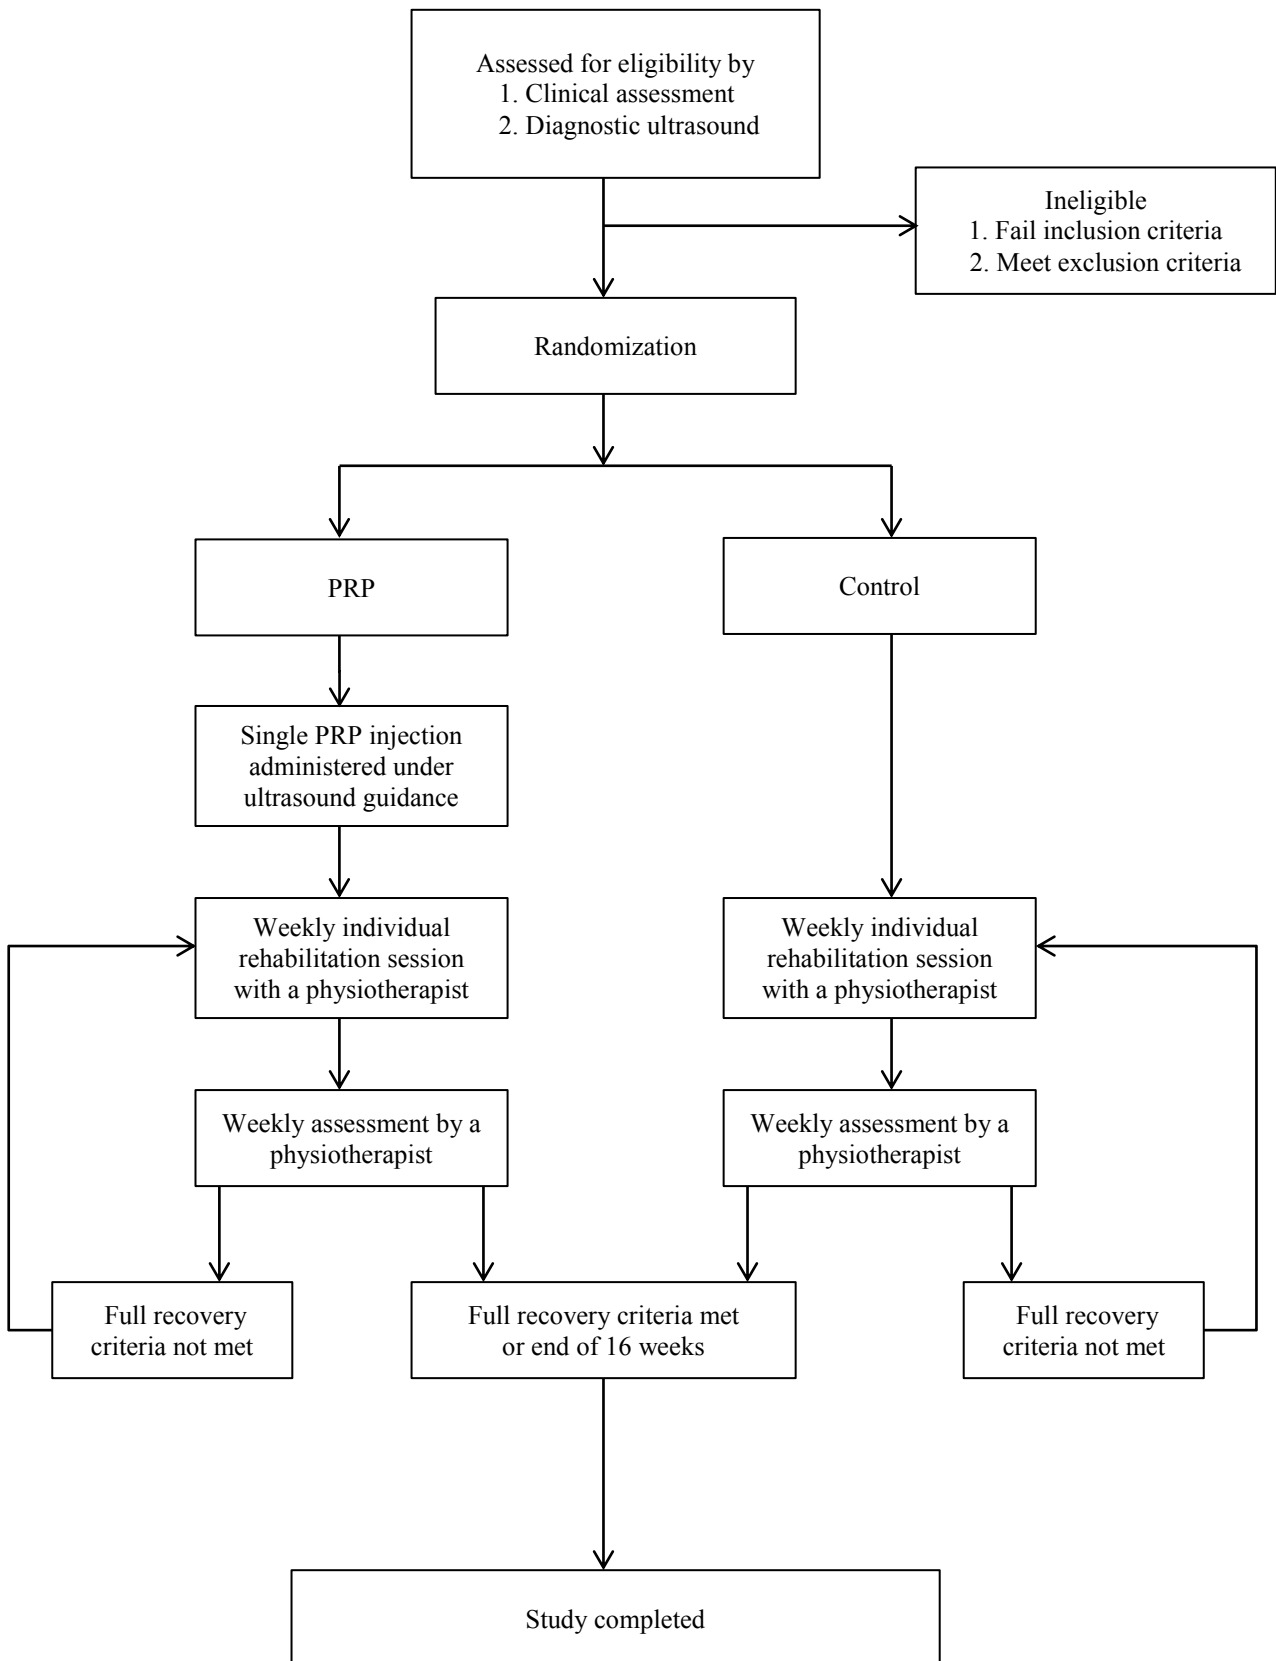 Assessed for eligibility by
1. Clinical assessment
2. Diagnostic ultrasound
Ineligible
1. Fail inclusion criteria
2. Meet exclusion criteria
Randomization
PRP
Control
Single PRP injection
administered under
ultrasound guidance
Weekly individual
rehabilitation session
with a physiotherapist
Weekly individual
rehabilitation session
with a physiotherapist
Weekly assessment by a
physiotherapist
Weekly assessment by a
physiotherapist
Full recovery
criteria not met
Full recovery criteria met
or end of 16 weeks
Full recovery
criteria not met
Study completed